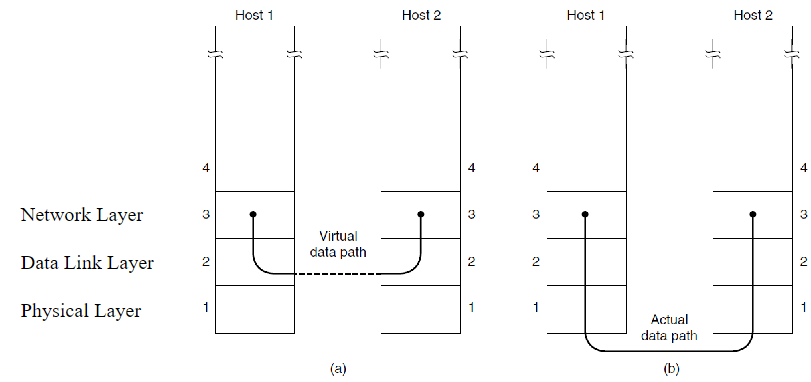 Host 1 Host 2 Host 1 Host 2
4 4 4 4
Network Layer 3 3 3 3
Virtual
data path
Data Link Layer 2 2 2 2
Physical Layer 1 1 1 1
Actual
data path
(a) (b)